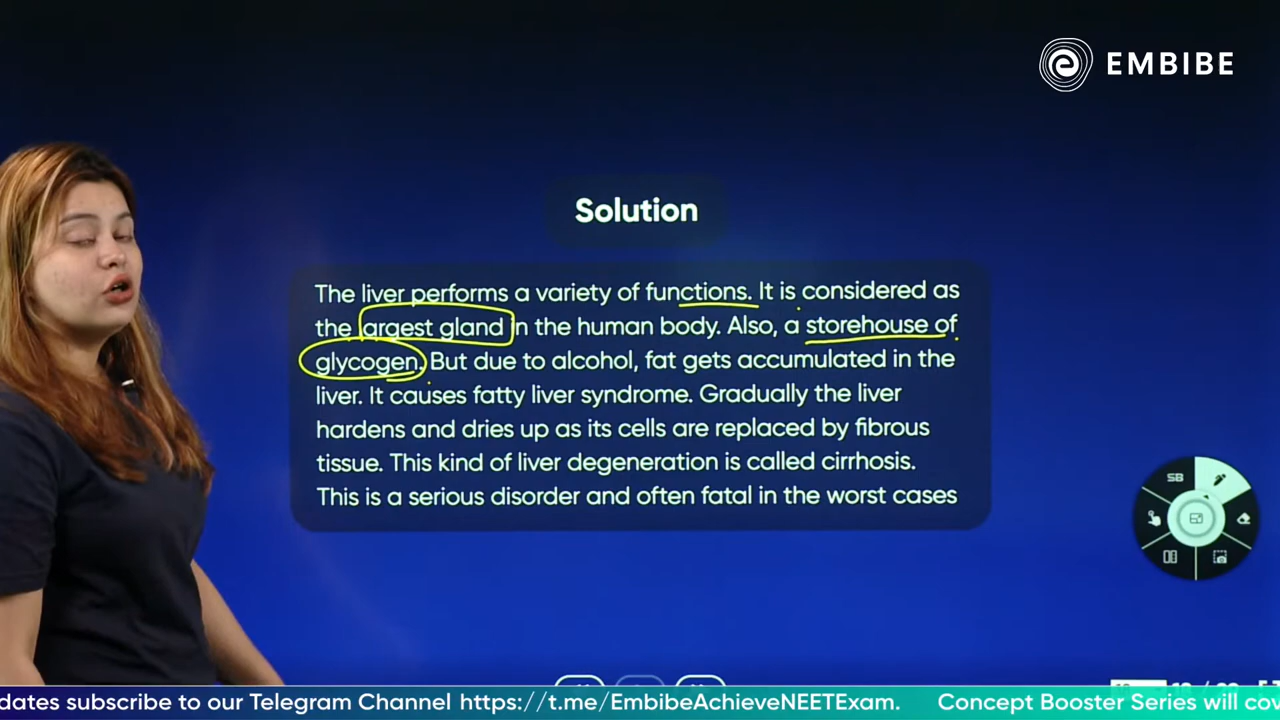 EMBIBE
Solution
The liver performs a variety of functions. It is considered as
the largest gland in the human body. Also, a storehouse of
glycogen. But due to alcohol, fat gets accumulated in the
liver. It causes fatty liver syndrome. Gradually the liver
hardens and dries up as its cells are replaced by fibrous
tissue. This kind of liver degeneration is called cirrhosis.
This is a serious disorder and often fatal in the worst cases
SB
dates subscribe to our Telegram Channel https://t.me/EmbibeAchieveNEETExam. Concept Booster Series will cov